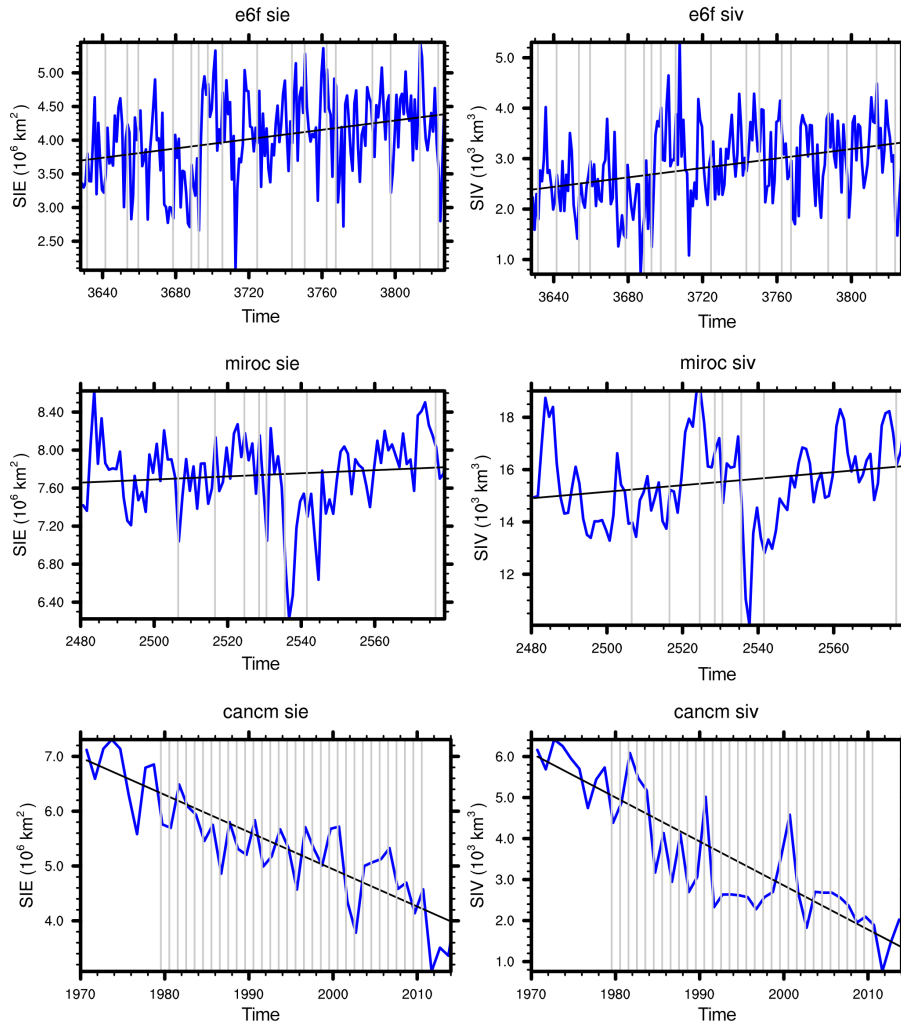 e6f sie
e6f siv
5.00
4.50
4.00
3.50
3.00
2.50
SIE (10⁶ km²)
3640 3680 3720 3760 3800
Time
5.0
4.0
3.0
2.0
1.0
SIV (10³ km³)
3640 3680 3720 3760 3800
Time
miroc sie
miroc siv
8.40
8.00
7.60
7.20
6.80
6.40
SIE (10⁶ km²)
2480 2500 2520 2540 2560
Time
18
16
14
12
SIV (10³ km³)
2480 2500 2520 2540 2560
Time
cancm sie
cancm siv
7.0
6.0
5.0
4.0
SIE (10⁶ km²)
1970 1980 1990 2000 2010
Time
6.0
5.0
4.0
3.0
2.0
1.0
SIV (10³ km³)
1970 1980 1990 2000 2010
Time